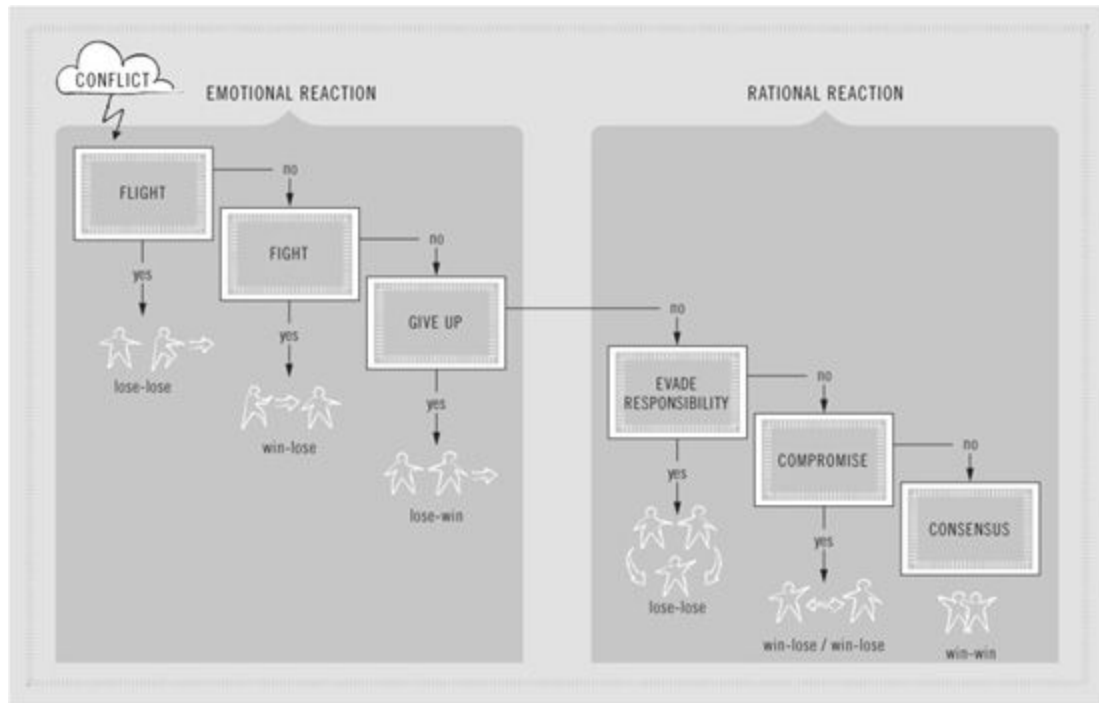 CONFLICT
EMOTIONAL REACTION
RATIONAL REACTION
FLIGHT
no
yes
lose-lose
FIGHT
no
yes
win-lose
GIVE UP
no
yes
lose-win
EVADE
RESPONSIBILITY
no
yes
lose-lose
COMPROMISE
no
yes
win-lose / win-lose
CONSENSUS
win-win